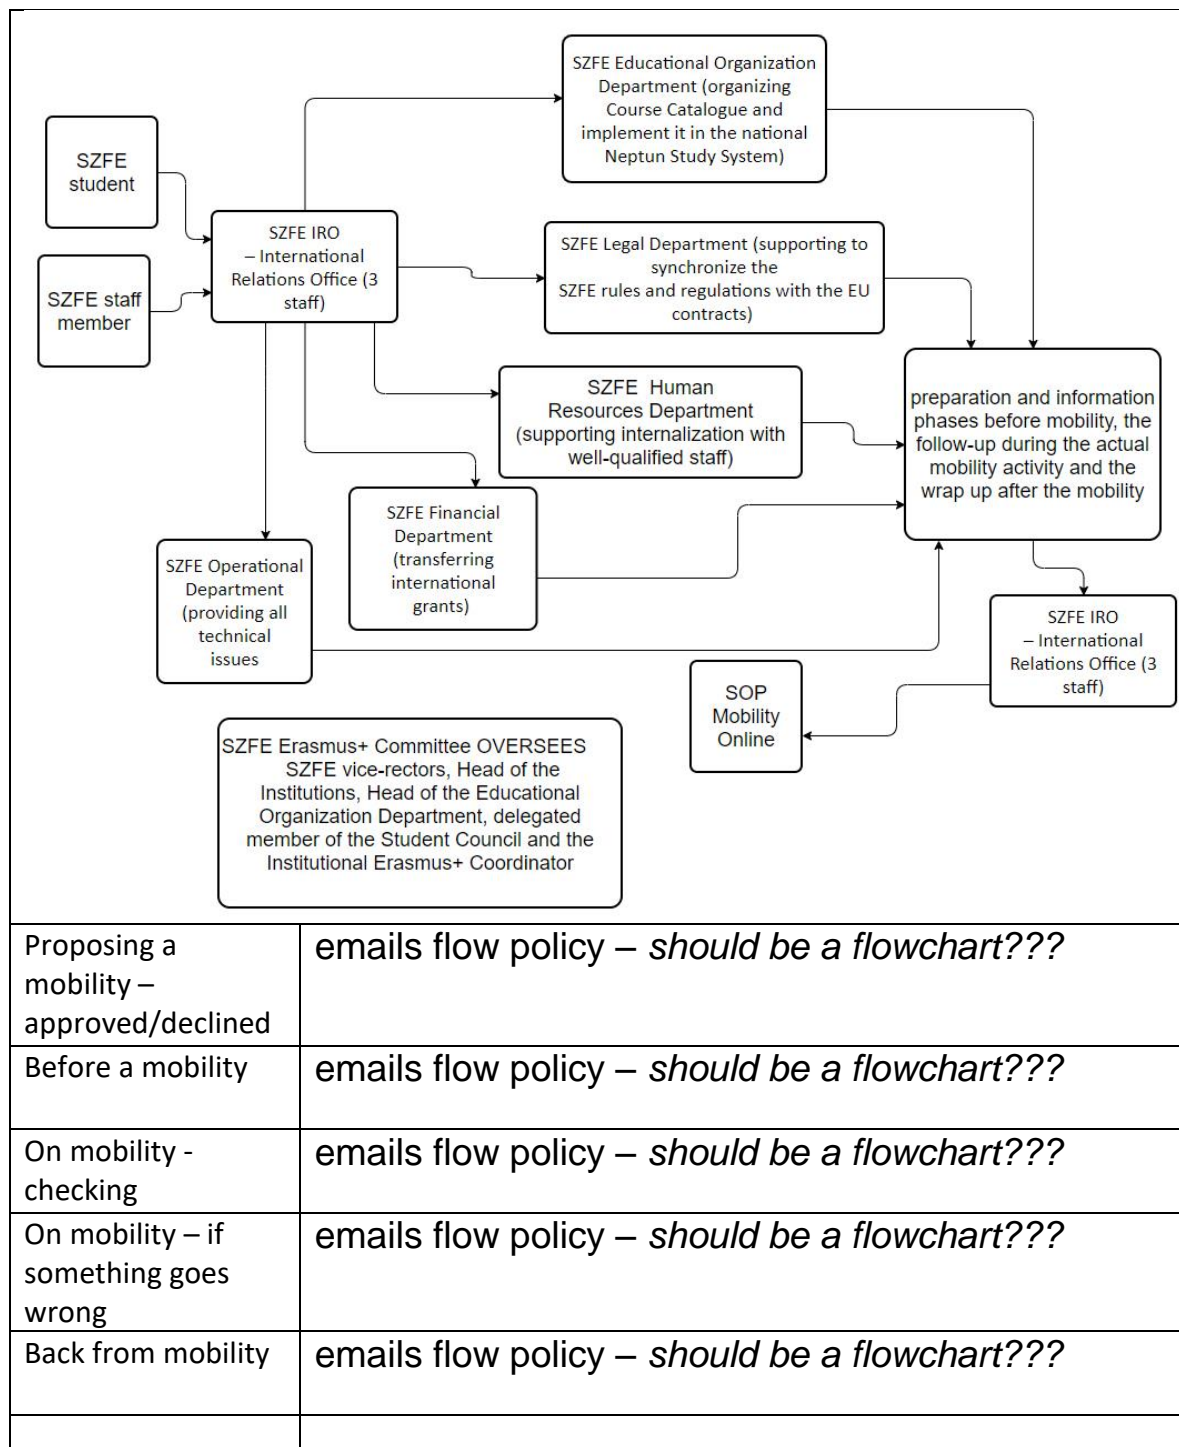 SZFE Educational Organization
Department (organizing
Course Catalogue and
implement it in the national
Neptun Study System)
SZFE
student
SZFE IRO
– International
Relations Office (3
staff)
SZFE Legal Department (supporting to
synchronize the
SZFE rules and regulations with the EU
contracts)
SZFE staff
member
SZFE Human
Resources Department
(supporting internalization with
well-qualified staff)
preparation and information
phases before mobility, the
follow-up during the actual
mobility activity and the
wrap up after the mobility
SZFE Financial
Department
(transferring
international
grants)
SZFE Operational
Department
(providing all
technical
issues
SZFE IRO
– International
Relations Office (3
staff)
SOP
Mobility
Online
SZFE Erasmus+ Committee OVERSEES
SZFE vice-rectors, Head of the
Institutions, Head of the Educational
Organization Department, delegated
member of the Student Council and the
Institutional Erasmus+ Coordinator
Proposing a
mobility –
approved/declined
emails flow policy – should be a flowchart???
Before a mobility
emails flow policy – should be a flowchart???
On mobility -
checking
emails flow policy – should be a flowchart???
On mobility – if
something goes
wrong
emails flow policy – should be a flowchart???
Back from mobility
emails flow policy – should be a flowchart???